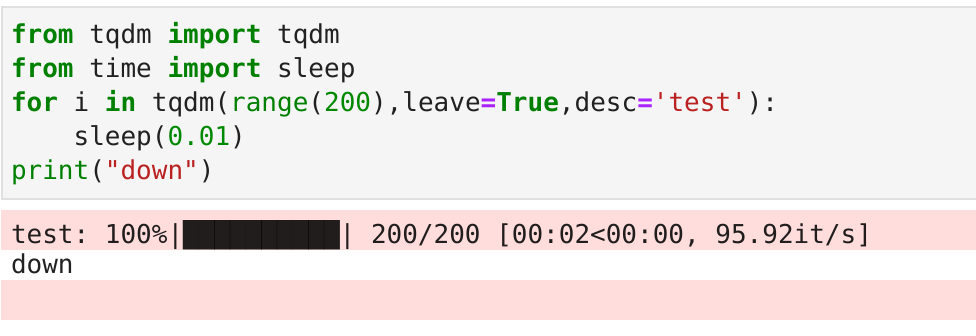 from tqdm import tqdm
from time import sleep
for i in tqdm(range(200),leave=True,desc='test'):
    sleep(0.01)
print("down")
test: 100%|██████████| 200/200 [00:02<00:00, 95.92it/s]
down